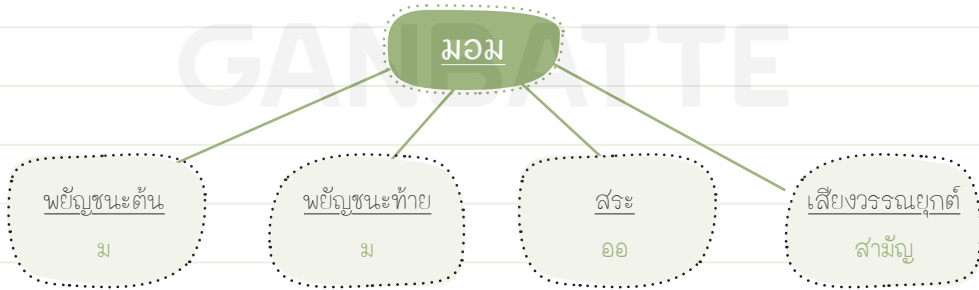 GANBATTE
มอม
พยัญชนะต้น
ม
พยัญชนะท้าย
ม
สระ
ออ
เสียงวรรณยุกต์
สามัญ